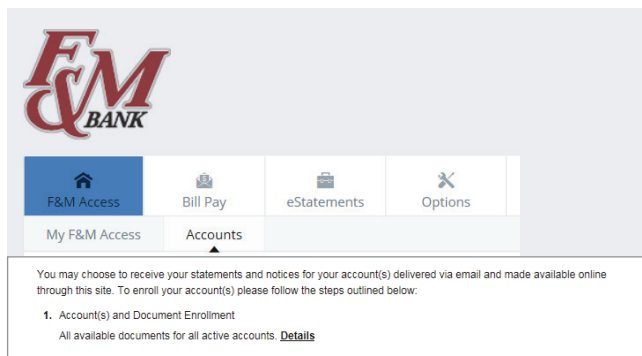 F&M
BANK
F&M Access Bill Pay eStatements Options
My F&M Access Accounts
You may choose to receive your statements and notices for your account(s) delivered via email and made available online
through this site. To enroll your account(s) please follow the steps outlined below:
1. Account(s) and Document Enrollment
All available documents for all active accounts. Details